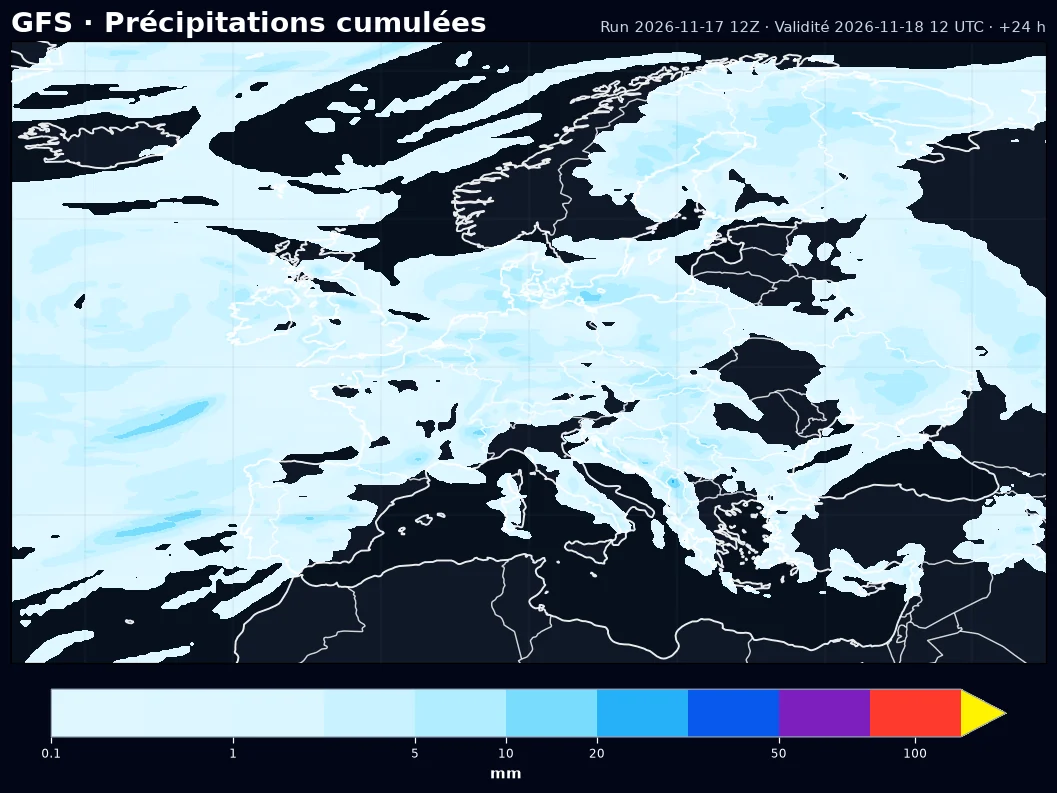 GFS · Précipitations cumulées
Run 2026-11-17 12Z · Validité 2026-11-18 12 UTC · +24 h
0.1 1 5 10 20 50 100
mm